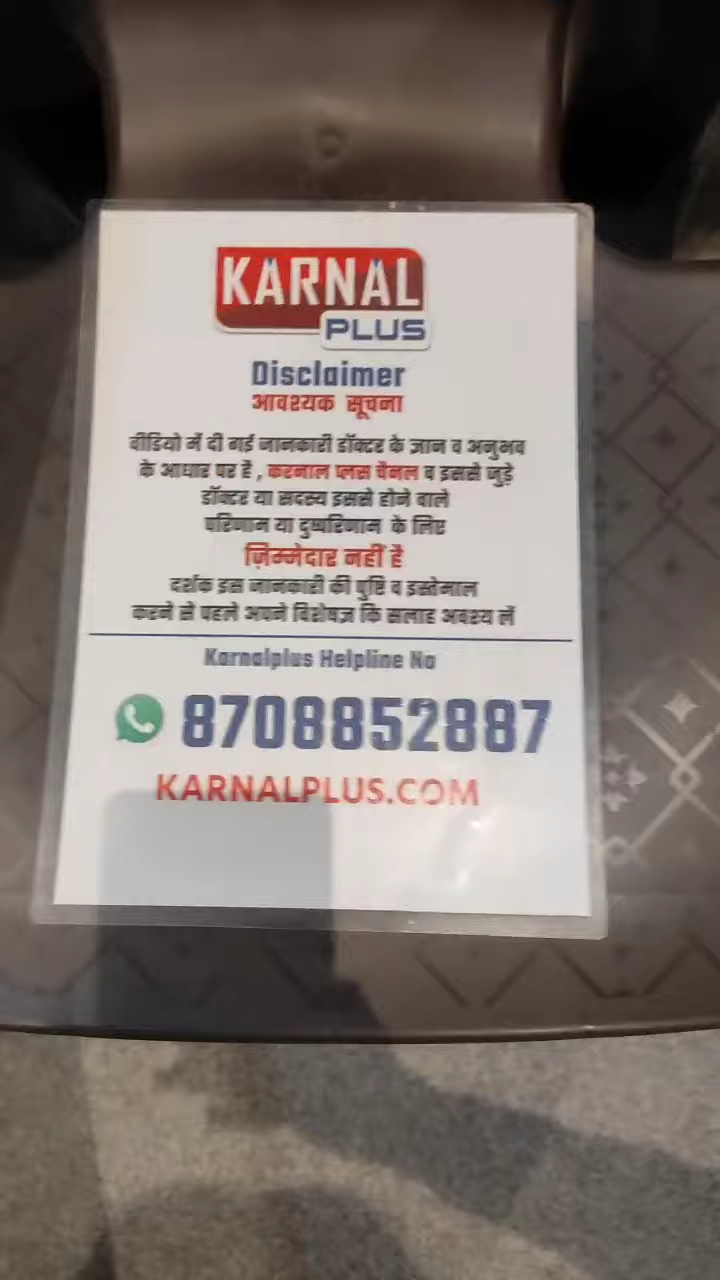 KARNAL
PLUS
Disclaimer
आवश्यक सूचना
वीडियो में दी गई जानकारी डॉक्टर के ज्ञान व अनुभव
के आधार पर है , करनाल प्लस चैनल व इससे जुड़े
डॉक्टर या सदस्य इससे होने वाले
परिणाम या दुष्परिणाम के लिए
ज़िम्मेदार नहीं है
दर्शक इस जानकारी की पुष्टि व इस्तेमाल
करने से पहले अपने विशेषज्ञ कि सलाह अवश्य लें
Karnalplus Helpline No
8708852887
KARNALPLUS.COM